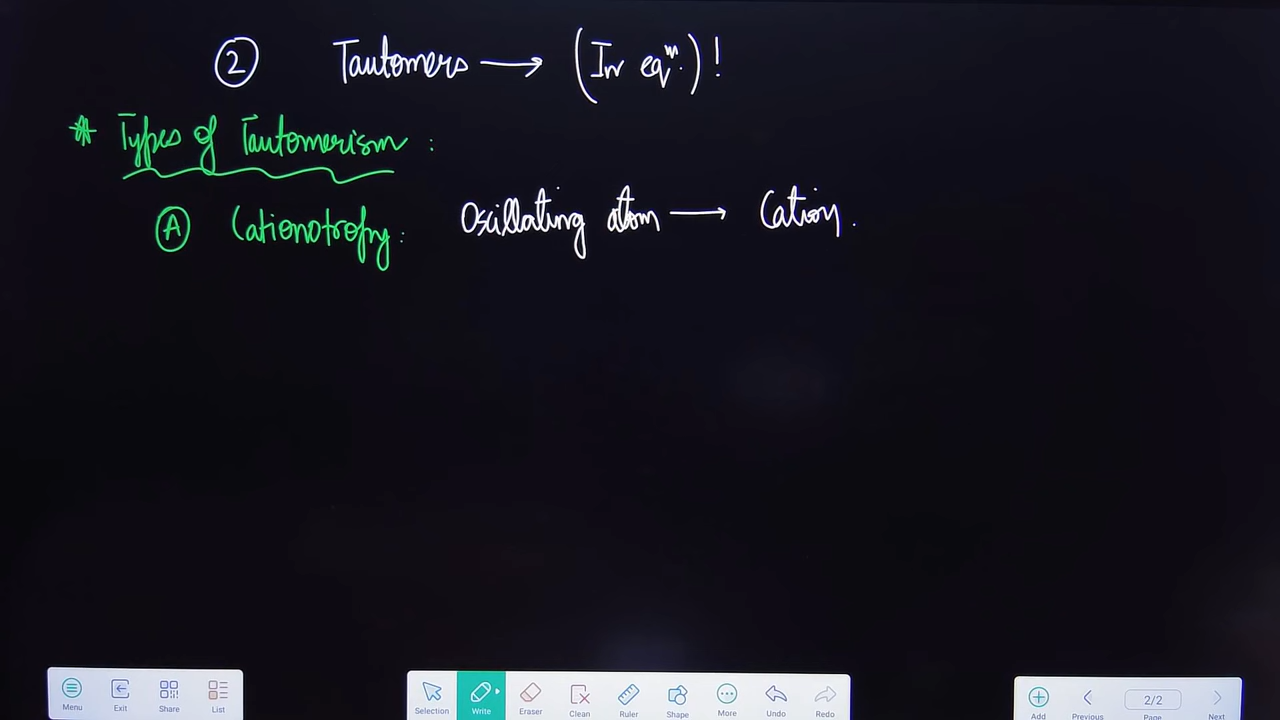 ② Tautomers → (In eqᵐ.) !
* Types of Tautomerism :
Ⓐ Cationotropy : Oscillating atom → Cation.
Menu Exit Share List Selection Write Eraser Clean Ruler Shape More Undo Redo Add Previous 2/2 Page Next